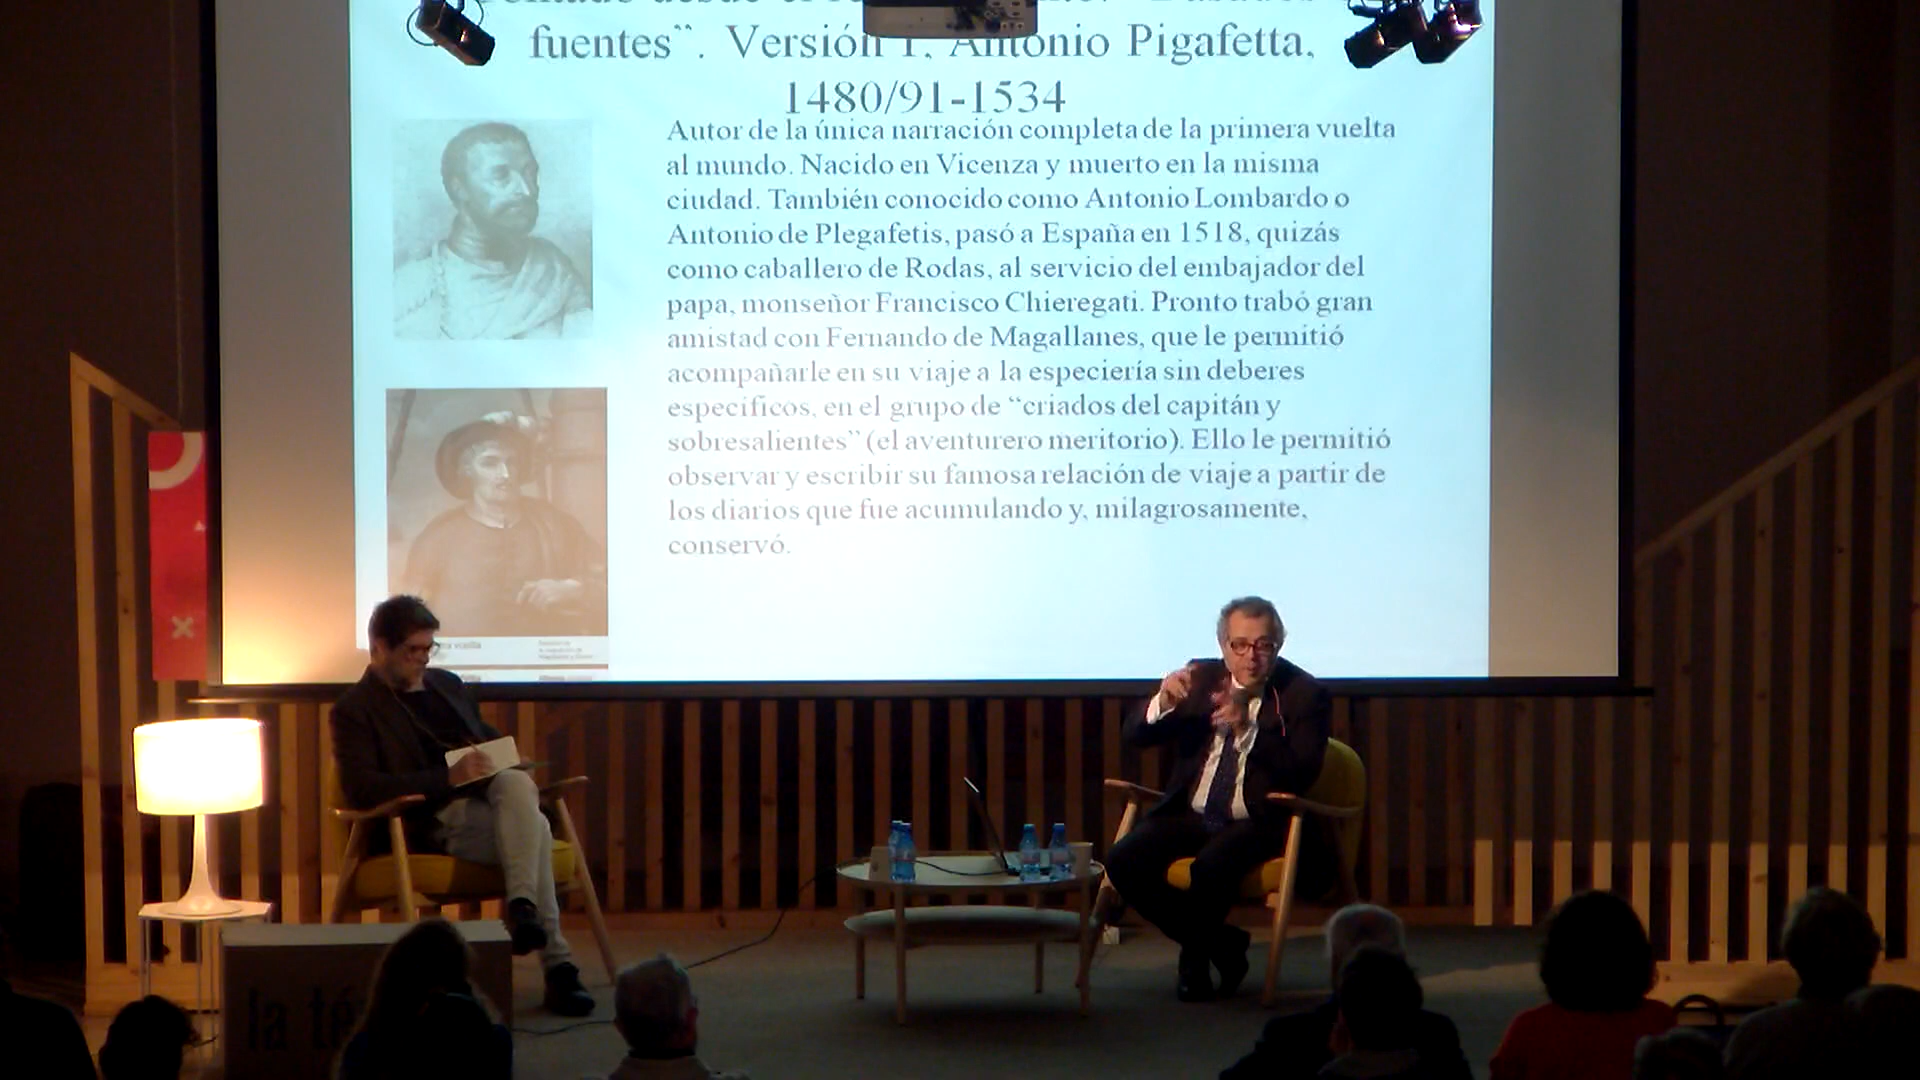 fuentes``. Versión 1, Antonio Pigafetta,
1480/91-1534
Autor de la única narración completa de la primera vuelta
al mundo. Nacido en Vicenza y muerto en la misma
ciudad. También conocido como Antonio Lombardo o
Antonio de Plegafetis, pasó a España en 1518, quizás
como caballero de Rodas, al servicio del embajador del
papa, monseñor Francisco Chieregati. Pronto trabó gran
amistad con Fernando de Magallanes, que le permitió
acompañarle en su viaje a la especiería sin deberes
específicos, en el grupo de “criados del capitán y
sobresalientes” (el aventurero meritorio). Ello le permitió
observar y escribir su famosa relación de viaje a partir de
los diarios que fue acumulando y, milagrosamente,
conservó.
la té